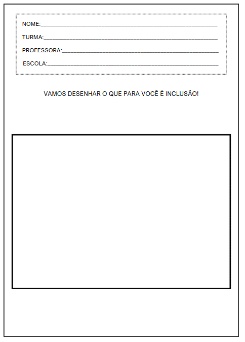 NOME:
TURMA:
PROFESSORA:
ESCOLA:
VAMOS DESENHAR O QUE PARA VOCÊ É INCLUSÃO!